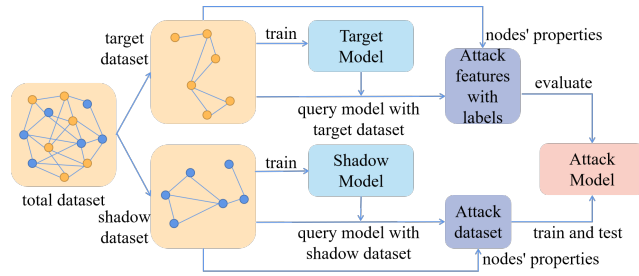 target
dataset
train
Target
Model
nodes' properties
Attack
features
with
labels
evaluate
query model with
target dataset
total dataset
shadow
dataset
train
Shadow
Model
query model with
shadow dataset
Attack
dataset
Attack
Model
train and test
nodes' properties